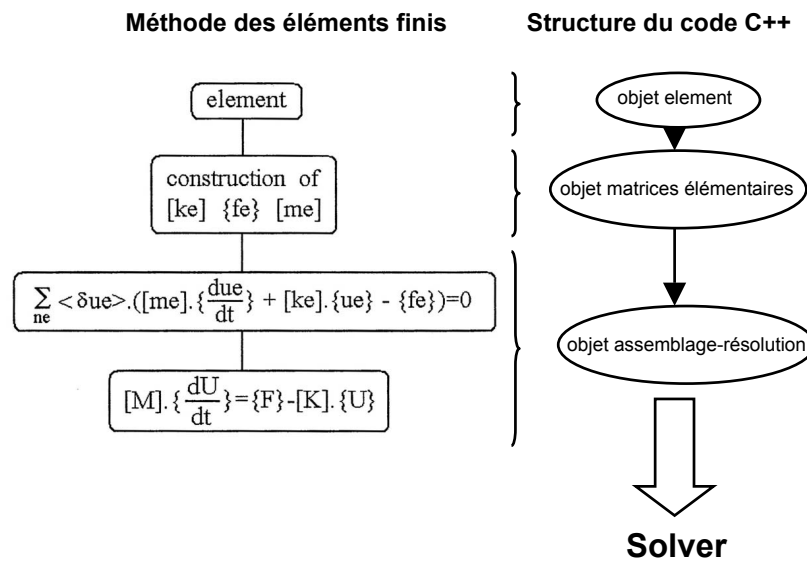 Méthode des éléments finis
element
construction of
[ke] {fe} [me]
∑ <δue>.([me].{due/dt} + [ke].{ue} - {fe})=0
ne
[M].{dU/dt}={F}-[K].{U}
Structure du code C++
objet element
objet matrices élémentaires
objet assemblage-résolution
Solver